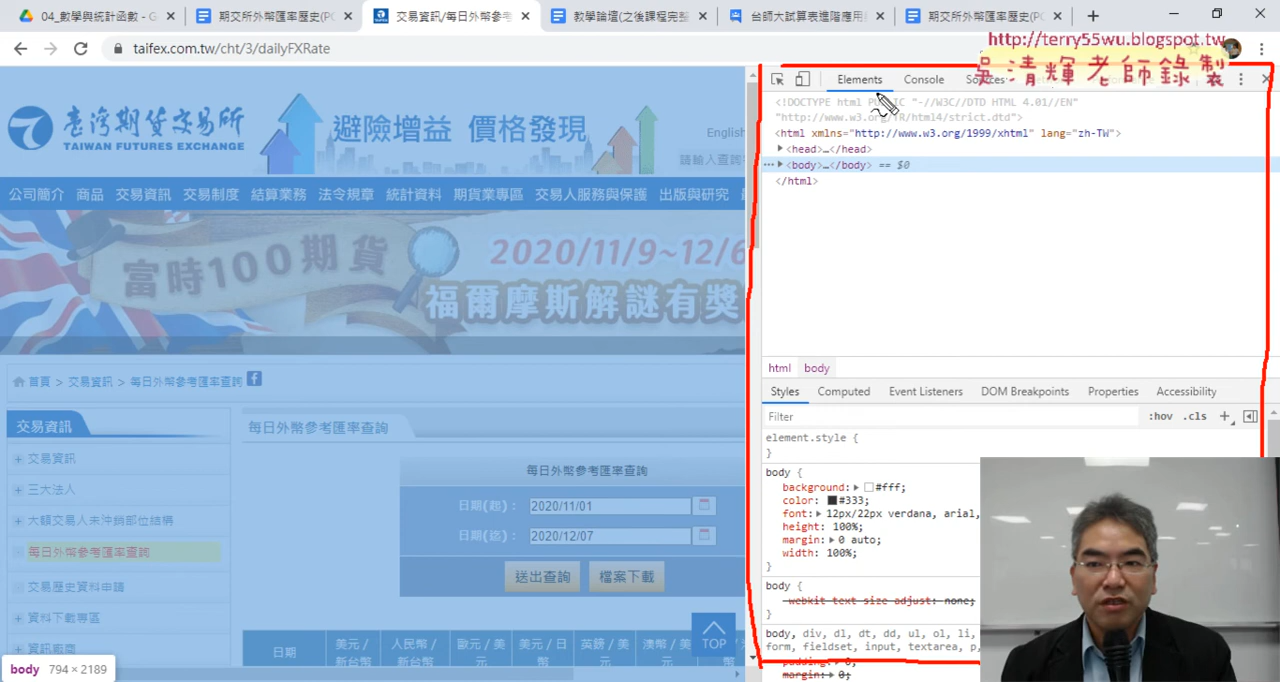 04_數學與統計函數 - G
期交所外幣匯率歷史(PC
交易資訊/每日外幣參考
教學論壇(之後課程完整
台師大試算表進階應用
期交所外幣匯率歷史(PC
taifex.com.tw/cht/3/dailyFXRate
http://terry55wu.blogspot.tw
吳清輝老師錄製
臺灣期貨交易所
TAIWAN FUTURES EXCHANGE
避險增益 價格發現
English
請輸入查詢
公司簡介 商品 交易資訊 交易制度 結算業務 法令規章 統計資料 期貨業專區 交易人服務與保護 出版與研究
富時100期貨
2020/11/9~12/6
福爾摩斯解謎有獎
首頁 > 交易資訊 > 每日外幣參考匯率查詢
交易資訊
交易資訊
三大法人
大額交易人未沖銷部位結構
每日外幣參考匯率查詢
交易歷史資料申請
資料下載專區
資訊廠商
每日外幣參考匯率查詢
每日外幣參考匯率查詢
日期(起): 2020/11/01
日期(迄): 2020/12/07
送出查詢 檔案下載
TOP
日期
美元/新台幣
人民幣/新台幣
歐元/美元
美元/日幣
英鎊/美元
澳幣/美
body 794 × 2189
Elements Console Sources
<!DOCTYPE html PUBLIC "-//W3C//DTD HTML 4.01//EN"
"http://www.w3.org/TR/html4/strict.dtd">
<html xmlns="http://www.w3.org/1999/xhtml" lang="zh-TW">
<head>…</head>
<body>…</body> == $0
</html>
html body
Styles Computed Event Listeners DOM Breakpoints Properties Accessibility
Filter :hov .cls
element.style {
}
body {
background: #fff;
color: #333;
font: 12px/22px verdana, arial,
height: 100%;
margin: 0 auto;
width: 100%;
}
body {
-webkit-text-size-adjust: none;
}
body, div, dl, dt, dd, ul, ol, li,
form, fieldset, input, textarea, p,
padding: 0;
margin: 0;